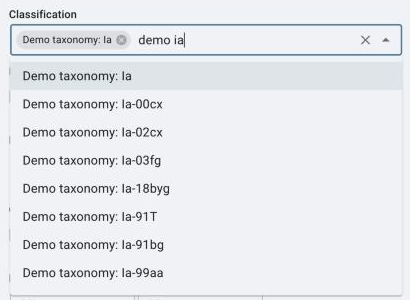 Classification
Demo taxonomy: Ia demo ia
Demo taxonomy: Ia
Demo taxonomy: Ia-00cx
Demo taxonomy: Ia-02cx
Demo taxonomy: Ia-03fg
Demo taxonomy: Ia-18byg
Demo taxonomy: Ia-91T
Demo taxonomy: Ia-91bg
Demo taxonomy: Ia-99aa